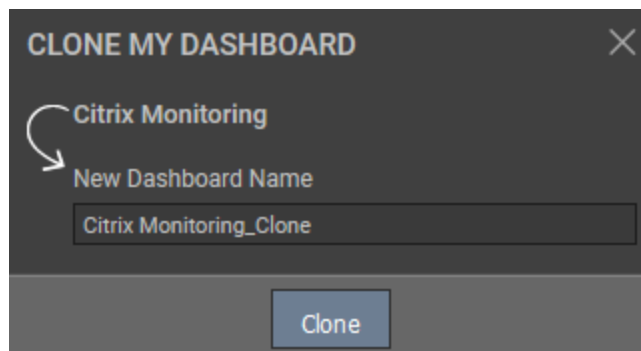 CLONE MY DASHBOARD
Citrix Monitoring
New Dashboard Name
Citrix Monitoring_Clone
Clone